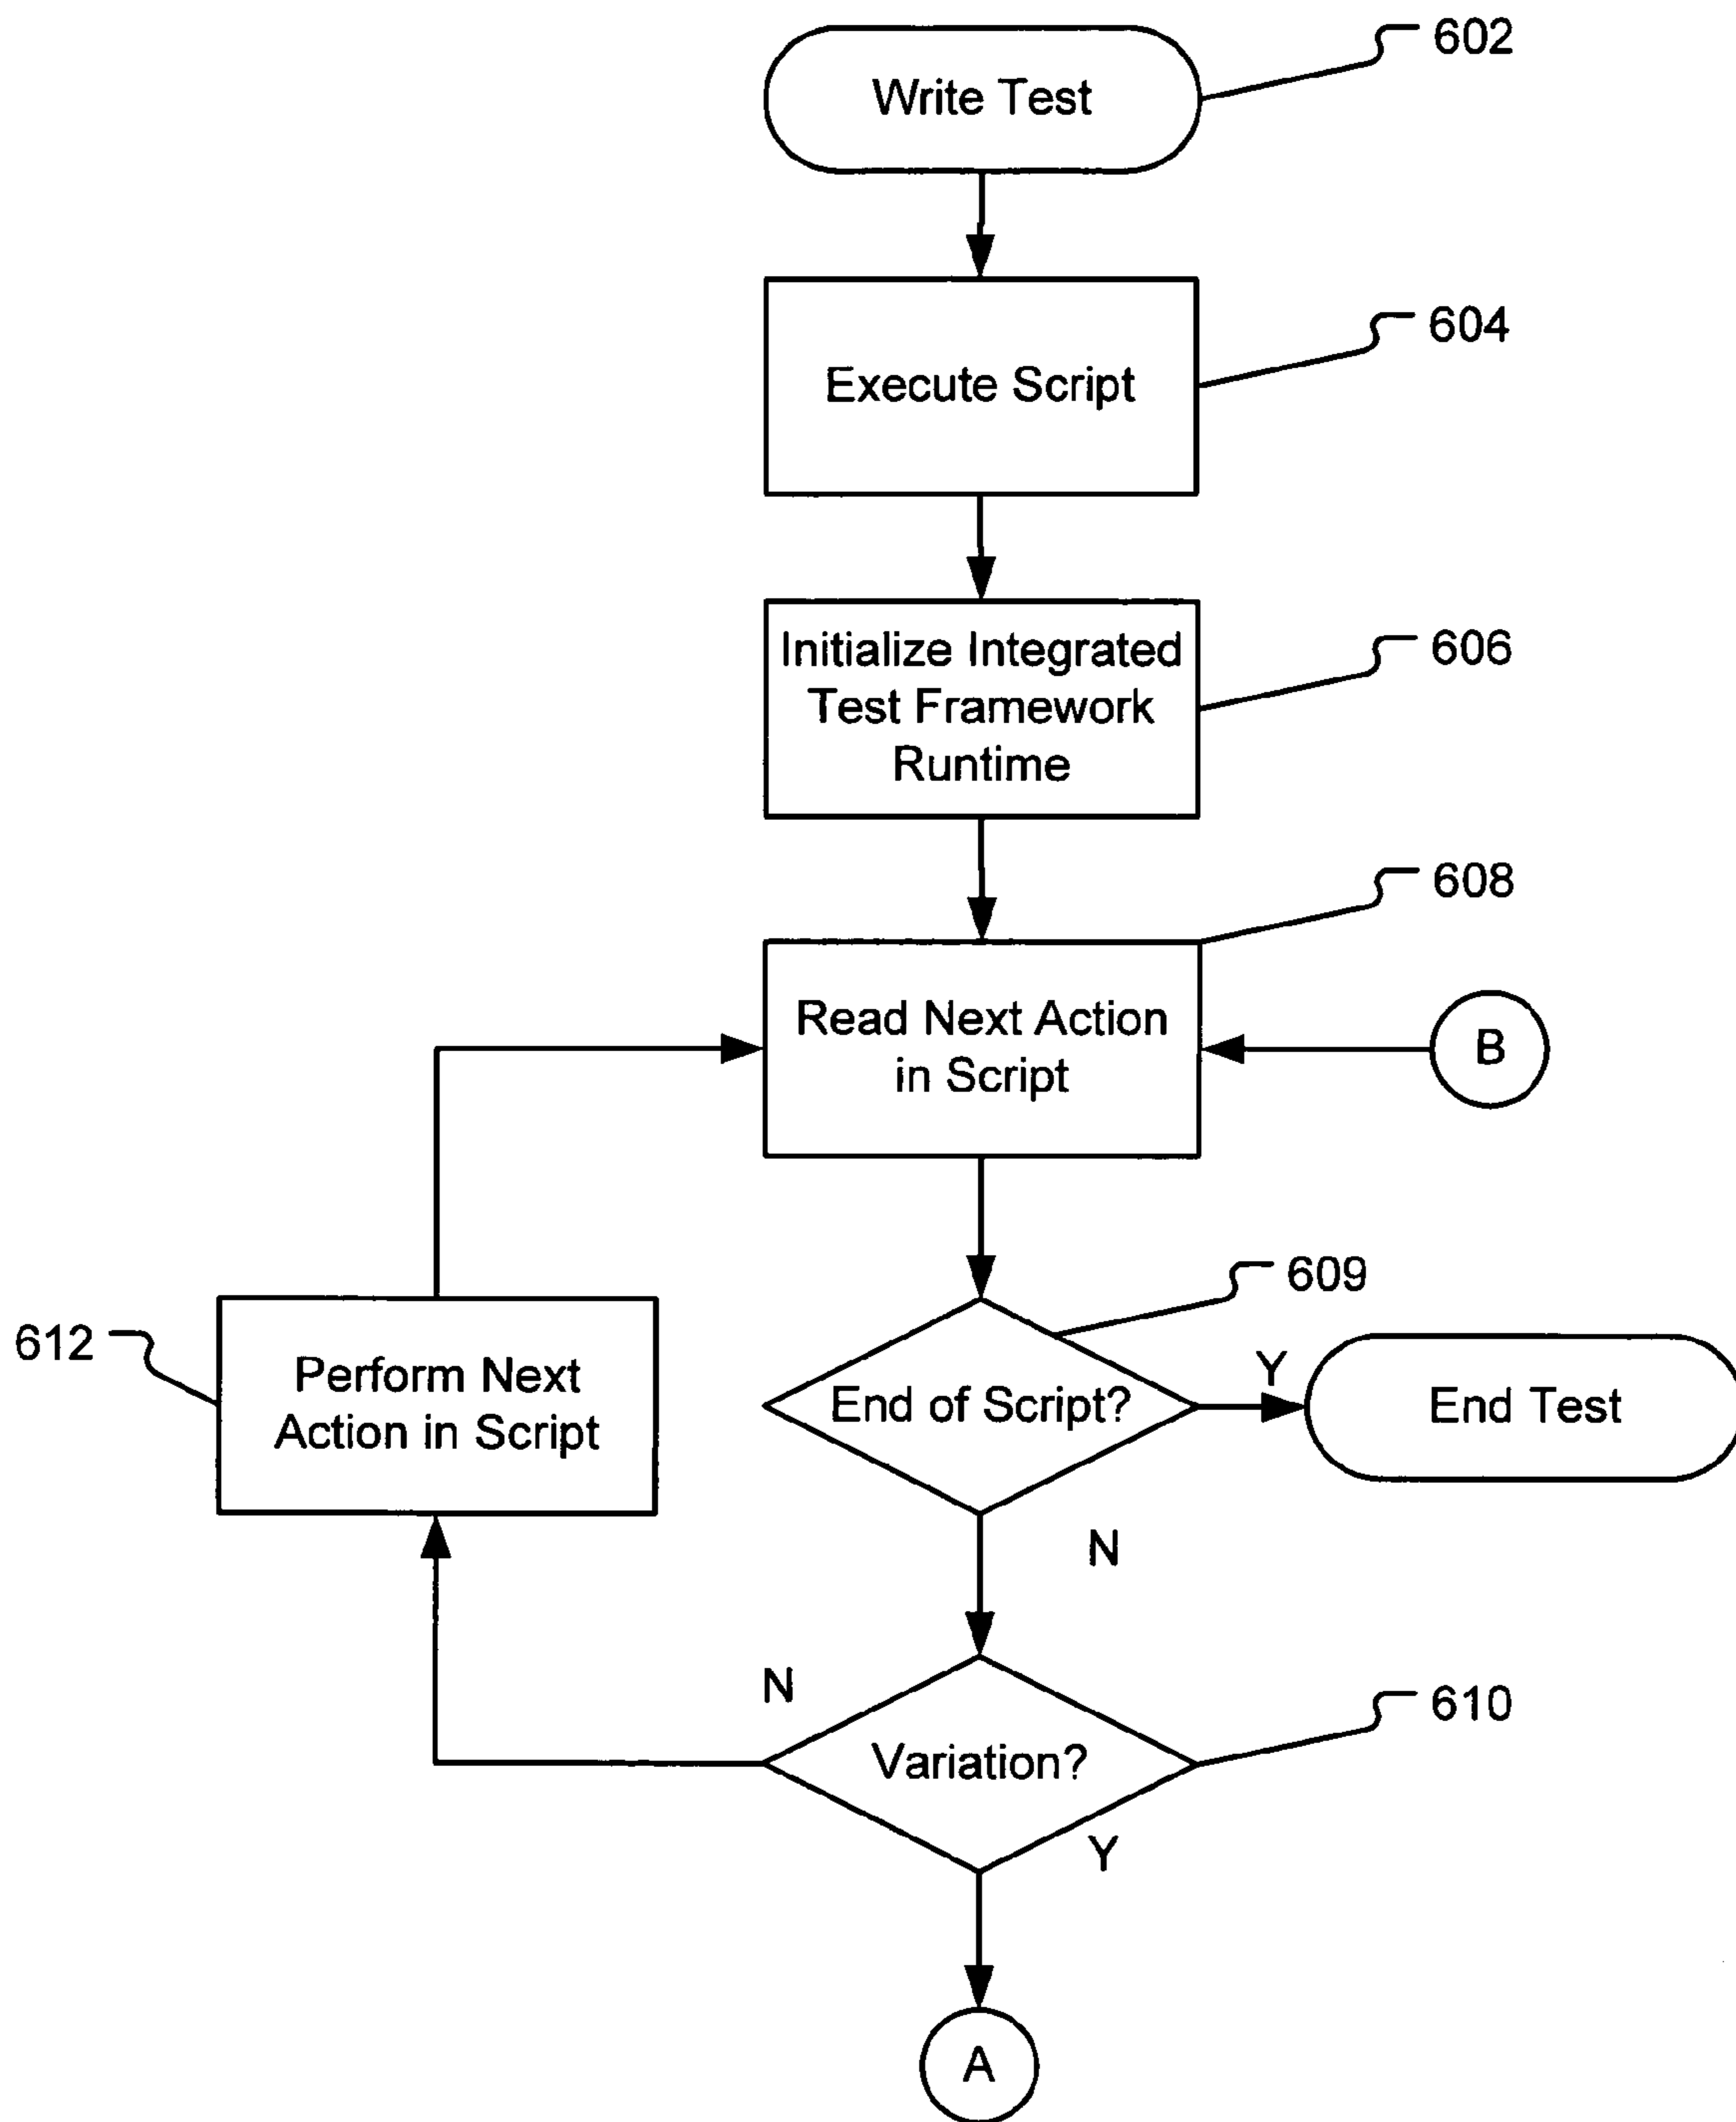 602
Write Test
604
Execute Script
606
Initialize Integrated
Test Framework
Runtime
608
Read Next Action
in Script
B
609
612
Perform Next
Action in Script
End of Script?
Y
End Test
N
N
610
Variation?
Y
A